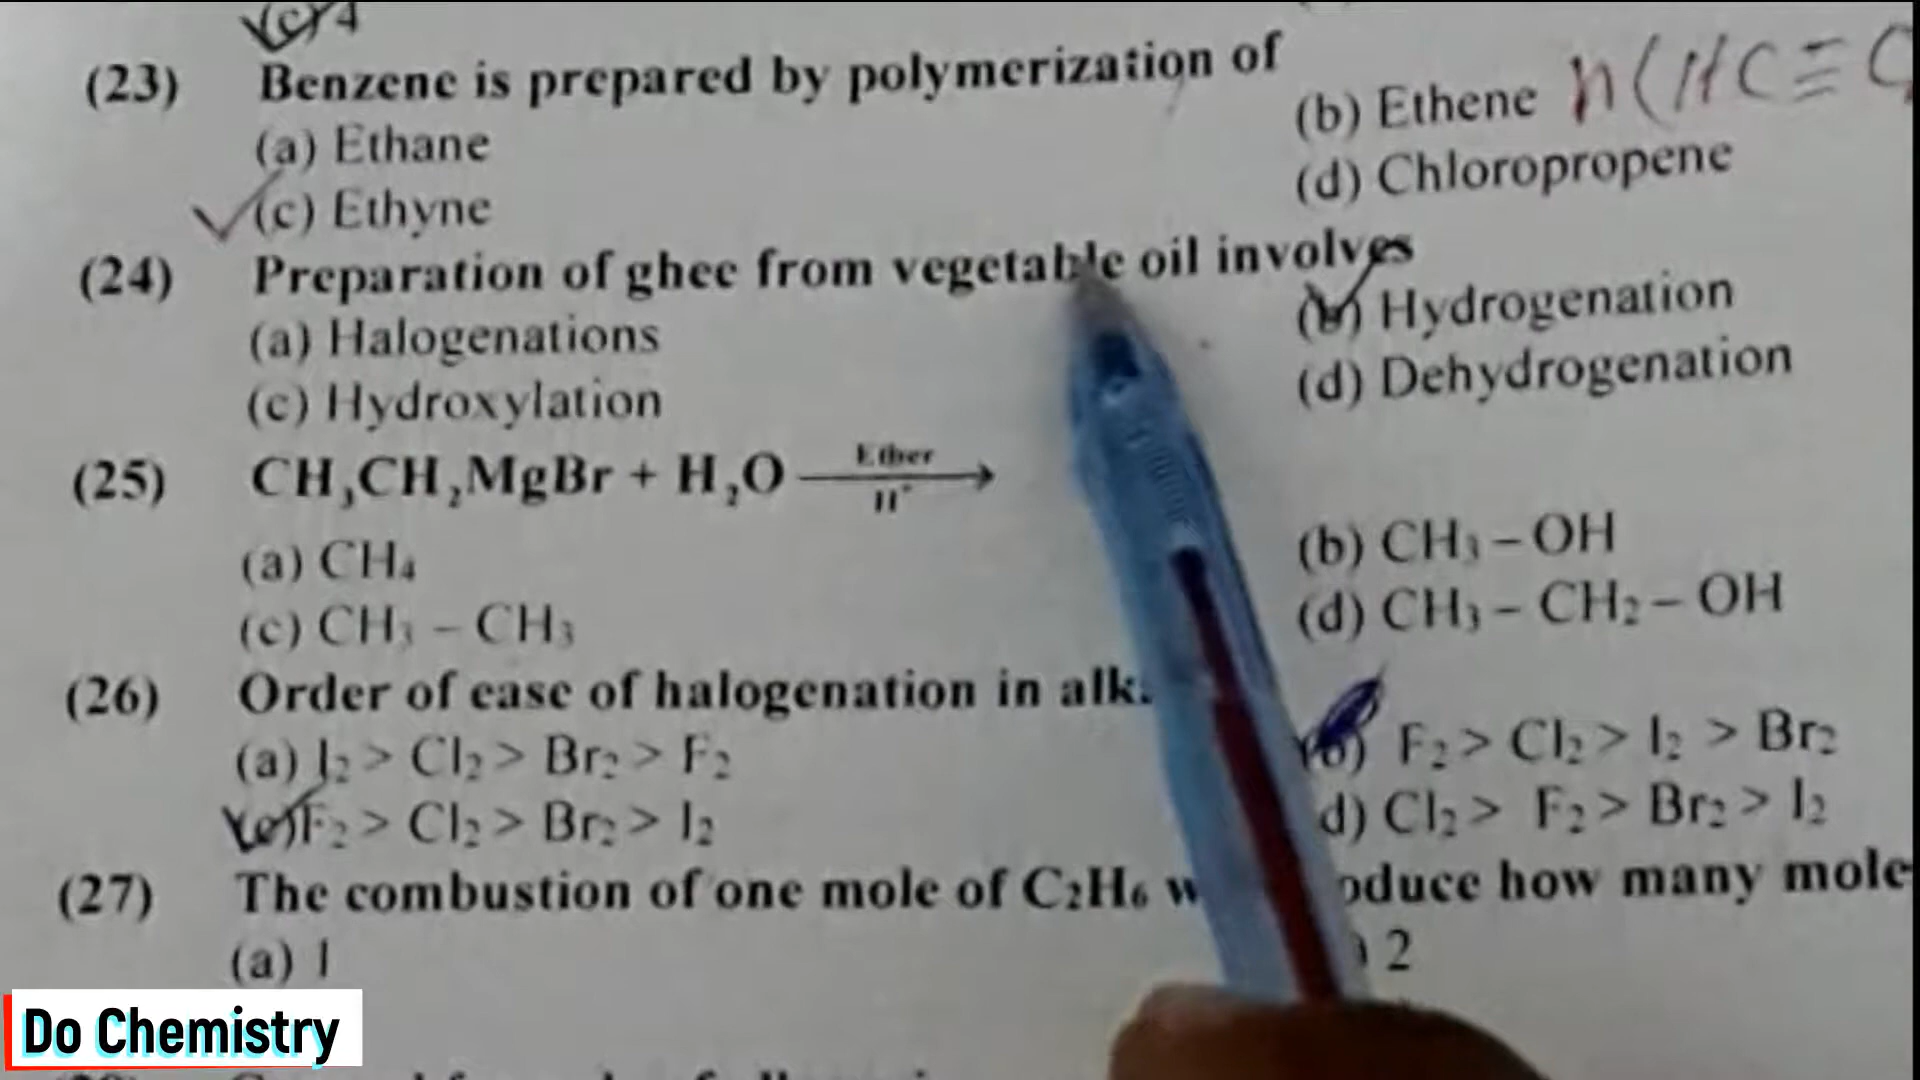 (c) 4
(23) Benzene is prepared by polymerization of
(a) Ethane
(b) Ethene n(HC≡C
(c) Ethyne
(d) Chloropropene
(24) Preparation of ghee from vegetable oil involves
(a) Halogenations
(b) Hydrogenation
(c) Hydroxylation
(d) Dehydrogenation
(25) CH₃CH₂MgBr + H₂O Ether H⁺ →
(a) CH₄
(b) CH₃ – OH
(c) CH₃ – CH₃
(d) CH₃ – CH₂ – OH
(26) Order of ease of halogenation in alk
(a) I₂ > Cl₂ > Br₂ > F₂
(b) F₂ > Cl₂ > I₂ > Br₂
(c) F₂ > Cl₂ > Br₂ > I₂
d) Cl₂ > F₂ > Br₂ > I₂
(27) The combustion of one mole of C₂H₆ w oduce how many mole
(a) 1
) 2
Do Chemistry